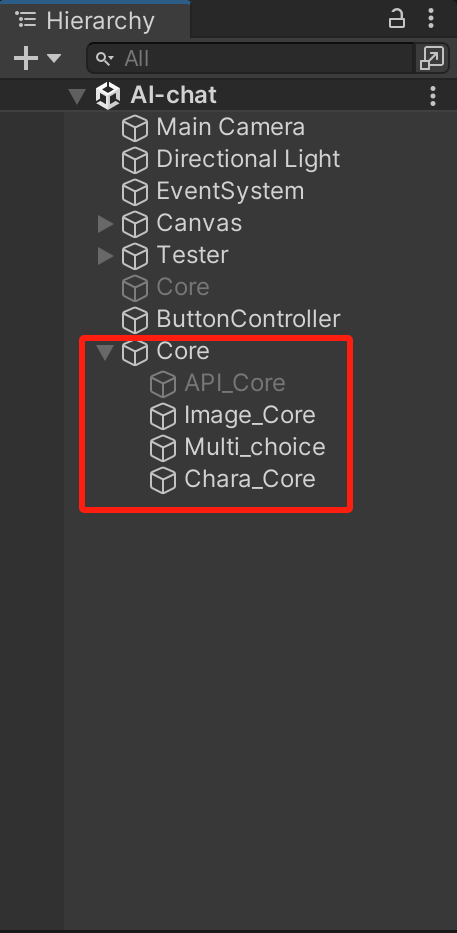 Hierarchy
All
AI-chat
Main Camera
Directional Light
EventSystem
Canvas
Tester
Core
ButtonController
Core
API_Core
Image_Core
Multi_choice
Chara_Core